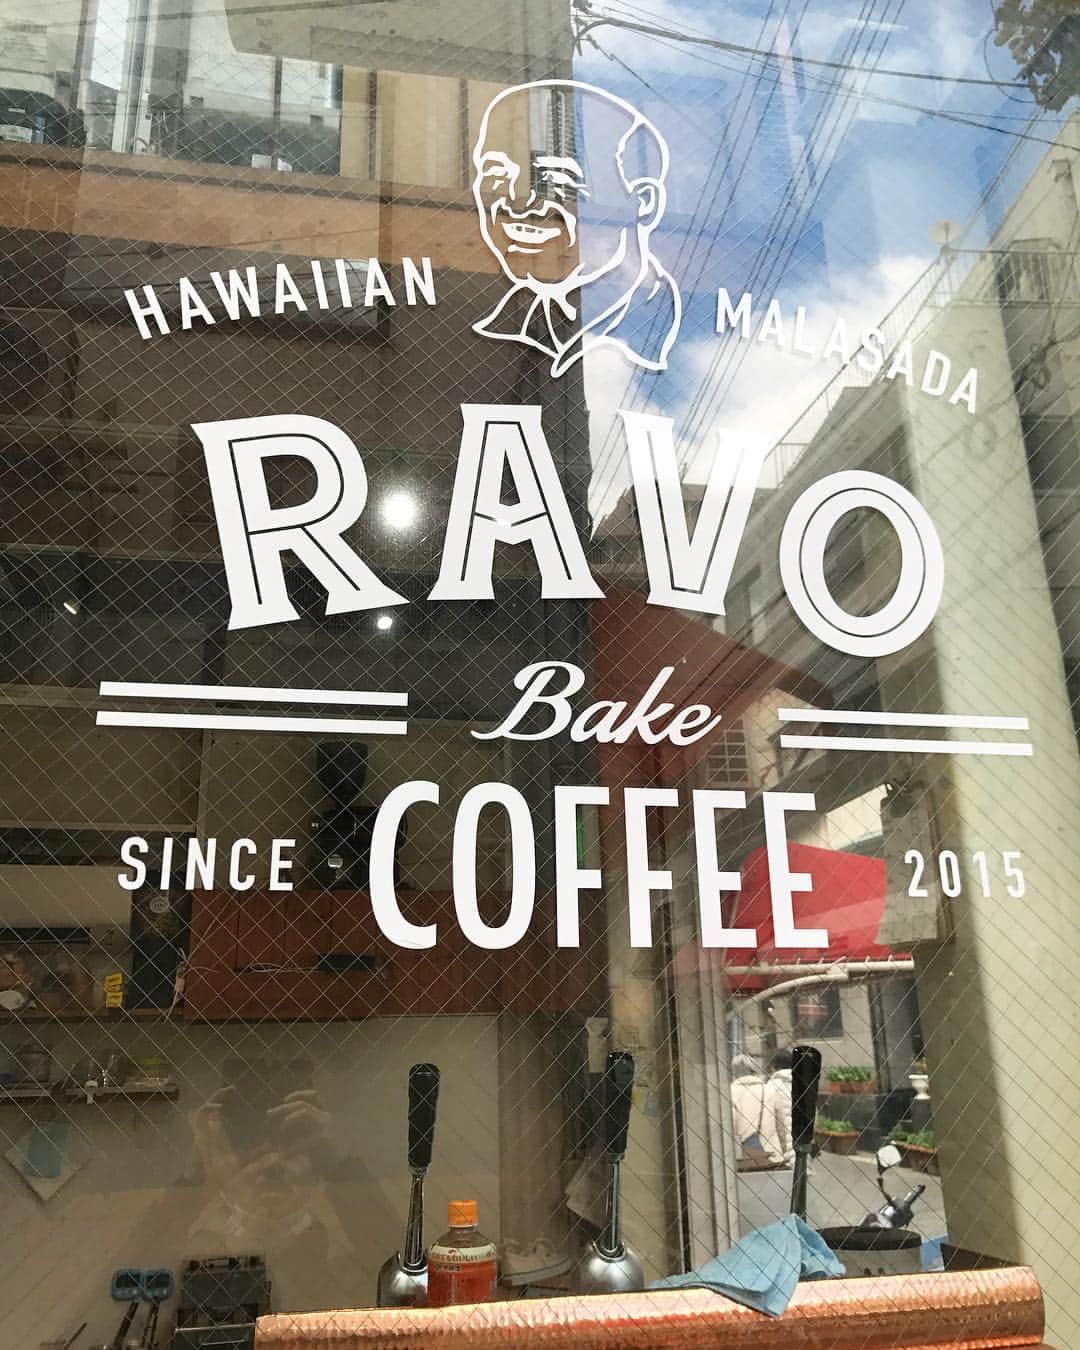 HAWAIIAN MALASADA
RAVO
Bake
COFFEE
SINCE 2015